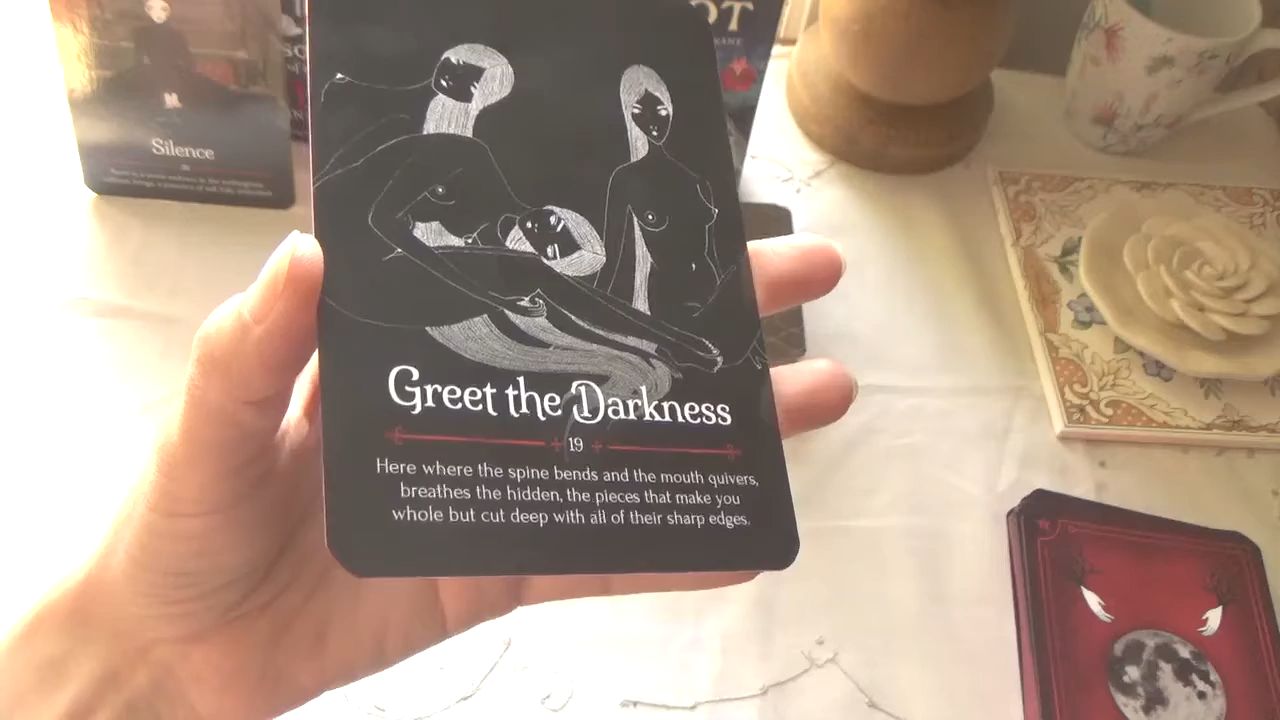 OT
Silence
Greet the Darkness
19
Here where the spine bends and the mouth quivers,
breathes the hidden, the pieces that make you
whole but cut deep with all of their sharp edges.